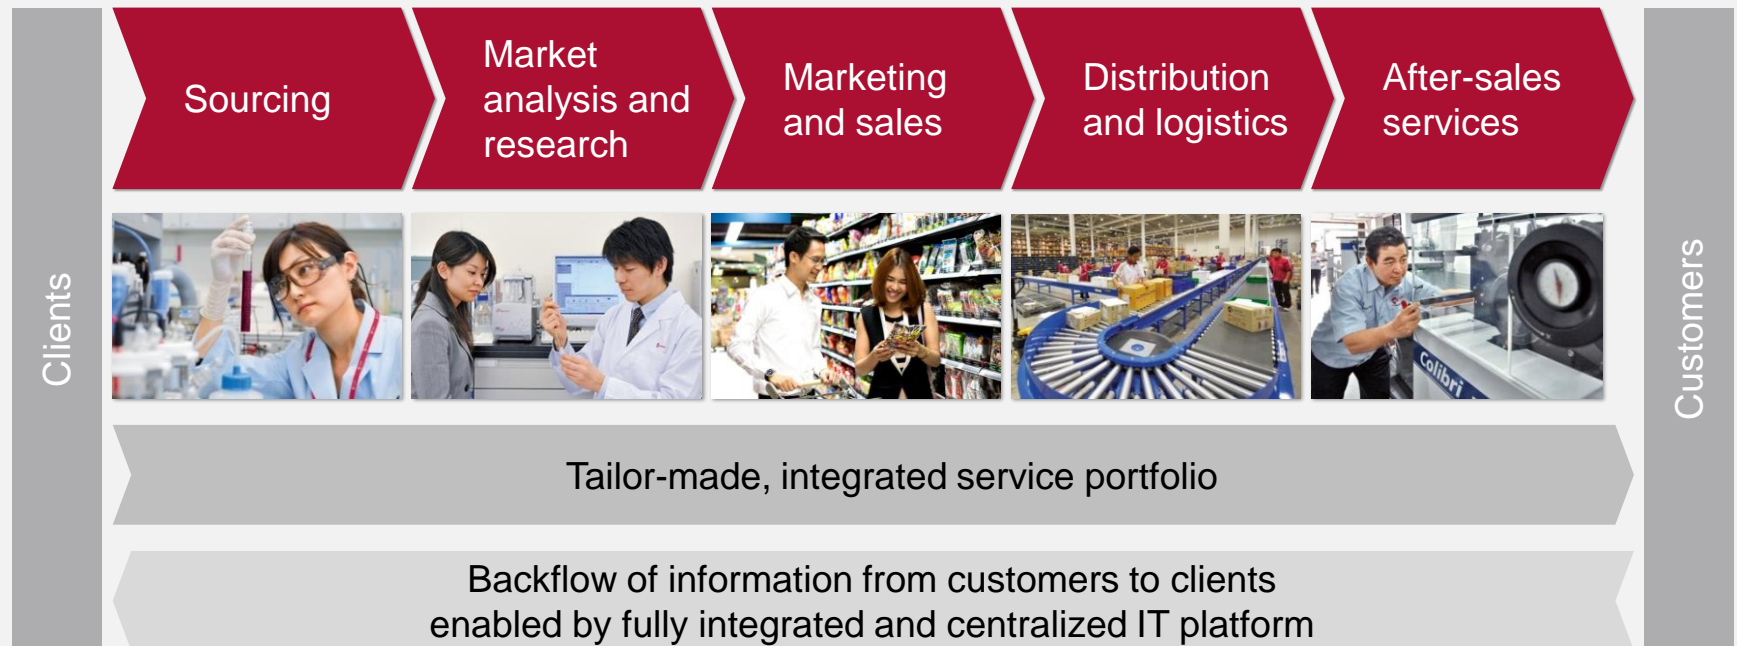 Clients
Sourcing
Market
analysis and
research
Marketing
and sales
Distribution
and logistics
After-sales
services
Colibri
Customers
Tailor-made, integrated service portfolio
Backflow of information from customers to clients
enabled by fully integrated and centralized IT platform